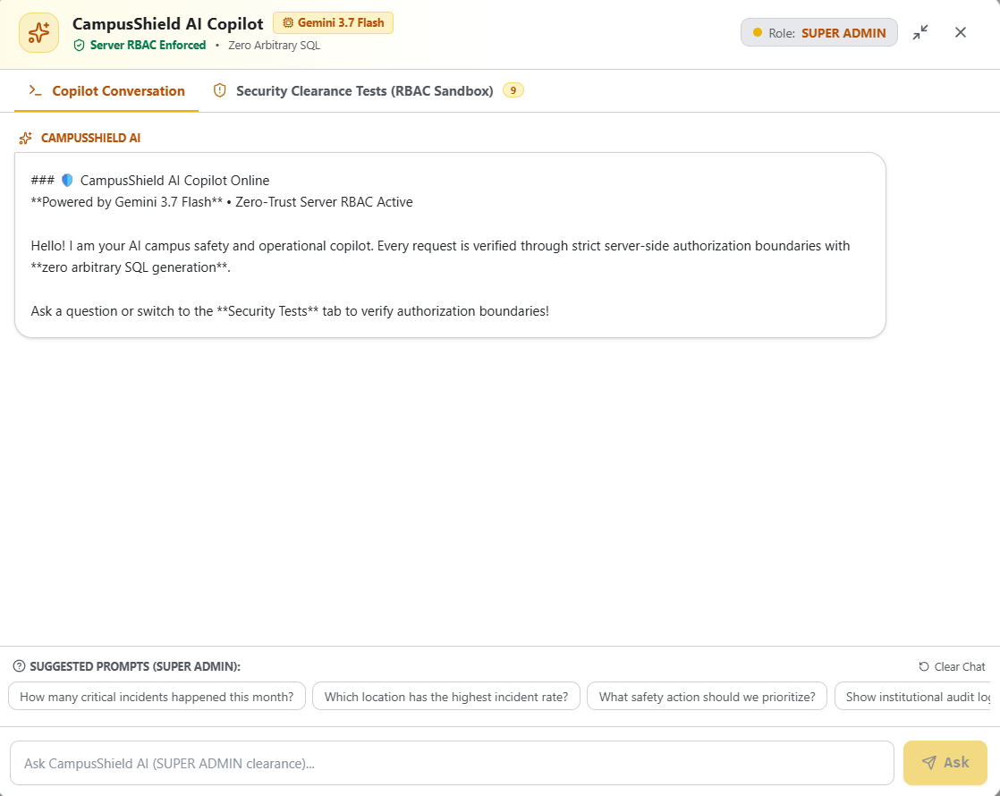 CampusShield AI Copilot
Gemini 3.7 Flash
Server RBAC Enforced • Zero Arbitrary SQL
Role: SUPER ADMIN
Copilot Conversation
Security Clearance Tests (RBAC Sandbox) 9
CAMPUSSHIELD AI
### 🛡️ CampusShield AI Copilot Online
**Powered by Gemini 3.7 Flash** • Zero-Trust Server RBAC Active
Hello! I am your AI campus safety and operational copilot. Every request is verified through strict server-side authorization boundaries with
**zero arbitrary SQL generation**.
Ask a question or switch to the **Security Tests** tab to verify authorization boundaries!
SUGGESTED PROMPTS (SUPER ADMIN):
Clear Chat
How many critical incidents happened this month?
Which location has the highest incident rate?
What safety action should we prioritize?
Show institutional audit
Ask CampusShield AI (SUPER ADMIN clearance)...
Ask